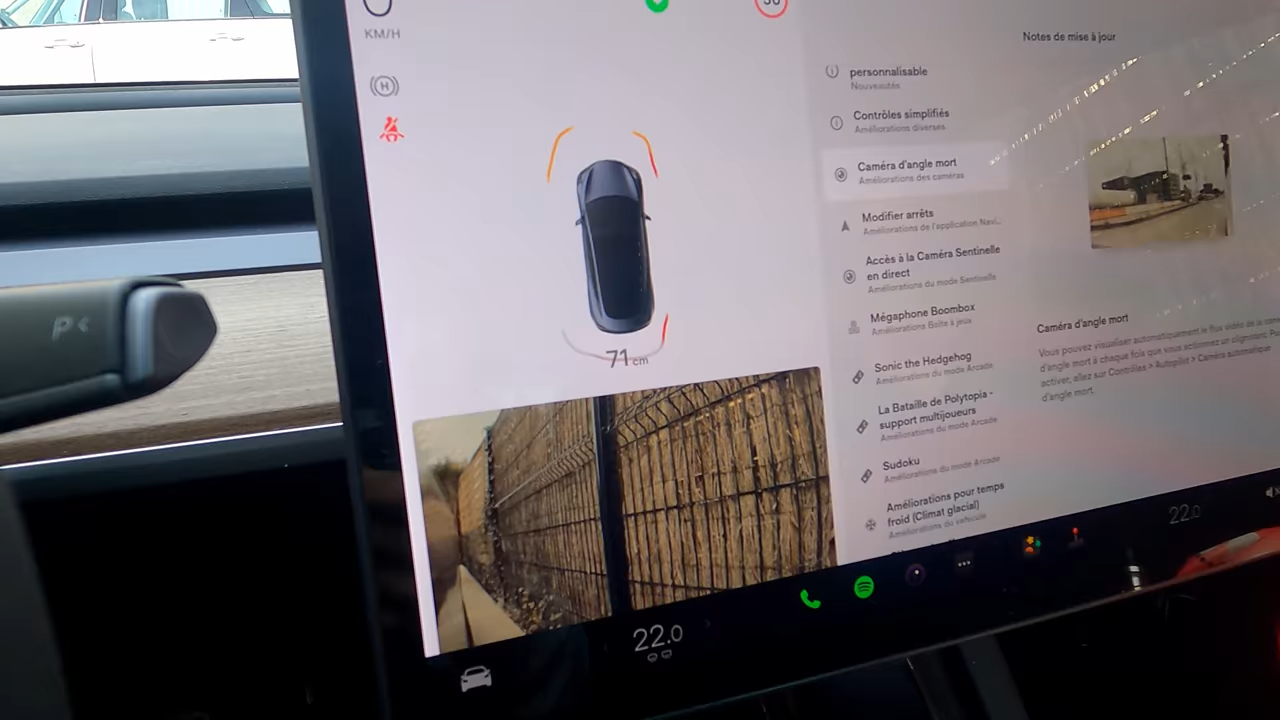 KM/H
H
P<
71 cm
22.0
Notes de mise à jour
personnalisable
Nouveautés
Contrôles simplifiés
Améliorations diverses
Caméra d'angle mort
Améliorations des caméras
Modifier arrêts
Améliorations de l'application Navi...
Accès à la Caméra Sentinelle
en direct
Améliorations du mode Sentinelle
Mégaphone Boombox
Améliorations Boîte à jeux
Sonic the Hedgehog
Améliorations du mode Arcade
La Bataille de Polytopia -
support multijoueurs
Améliorations du mode Arcade
Sudoku
Améliorations du mode Arcade
Améliorations pour temps
froid (Climat glacial)
Améliorations du véhicule
Caméra d'angle mort
Vous pouvez visualiser automatiquement le flux vidéo de la
d'angle mort à chaque fois que vous actionnez un clignotant.
activer, allez sur Contrôles > Autopilot > Caméra automatique
d'angle mort.
22.0